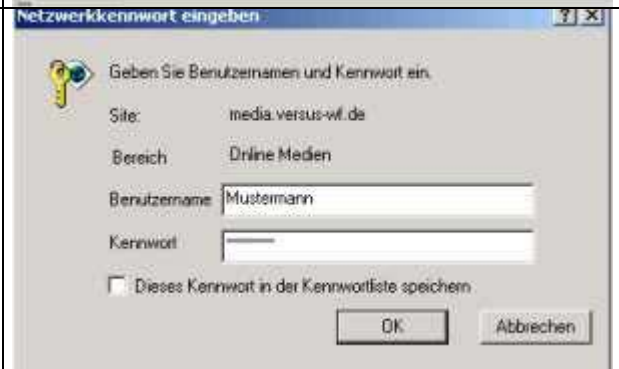 Netzwerkkennwort eingeben
Geben Sie Benutzernamen und Kennwort ein.
Site: media.versus-wf.de
Bereich Online Medien
Benutzername Mustermann
Kennwort
Dieses Kennwort in der Kennwortliste speichern
OK Abbrechen